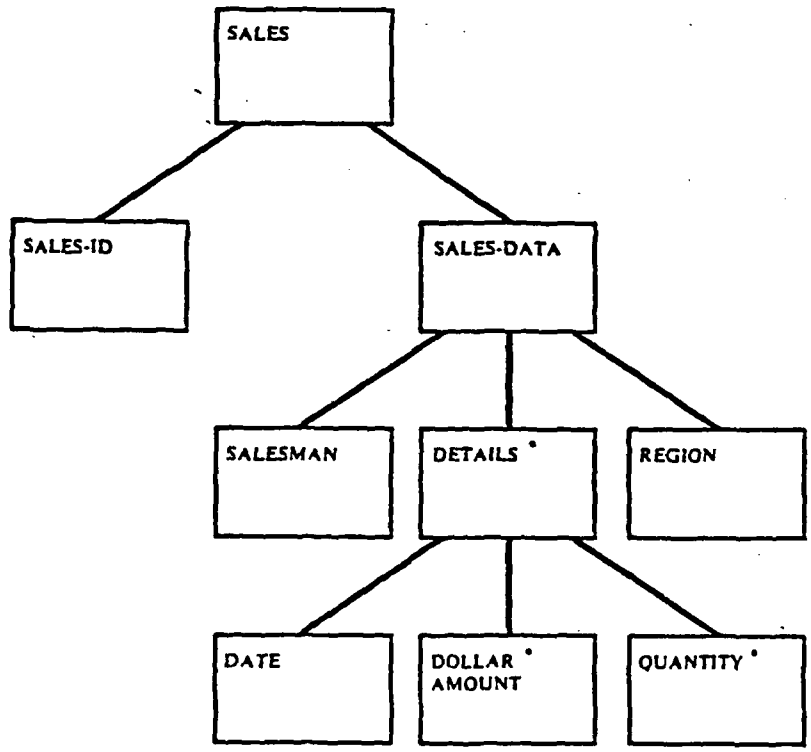 SALES
SALES-ID
SALES-DATA
SALESMAN
DETAILS *
REGION
DATE
DOLLAR *
AMOUNT
QUANTITY *